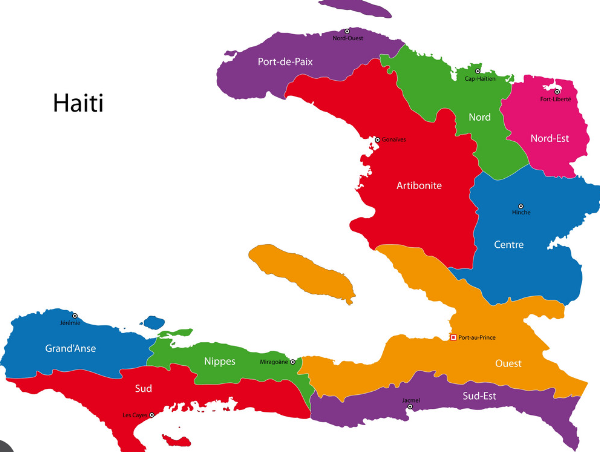 Nord-Ouest
Port-de-Paix
Cap-Haïtien
Haiti
Fort-Liberté
Nord
Nord-Est
Gonaïves
Artibonite
Hinche
Centre
Jérémie
Port-au-Prince
Grand'Anse
Nippes
Miragoâne
Ouest
Sud
Sud-Est
Jacmel
Les Cayes